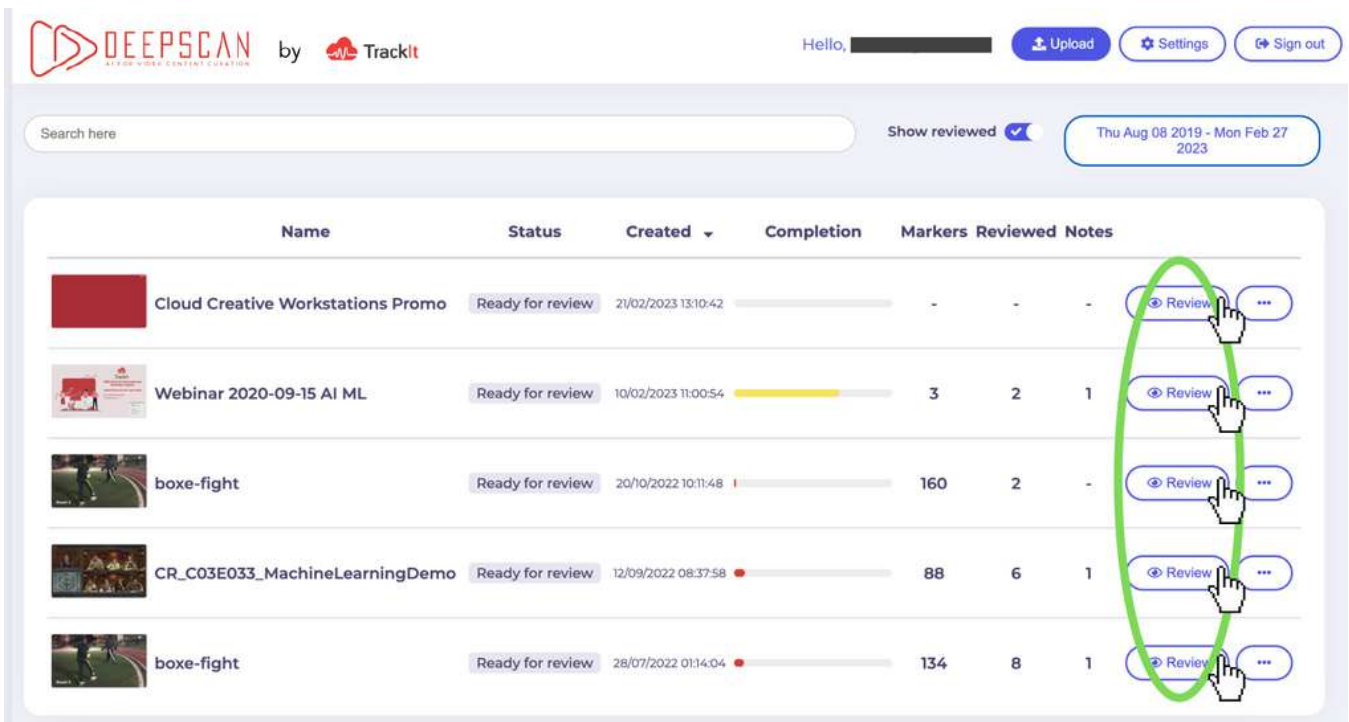 DEEPSCAN by TrackIt
Hello,
Upload
Settings
Sign out
Search here
Show reviewed
Thu Aug 08 2019 - Mon Feb 27
2023
Name Status Created Completion Markers Reviewed Notes
Cloud Creative Workstations Promo Ready for review 21/02/2023 13:10:42 - - - Review ...
Webinar 2020-09-15 AI ML Ready for review 10/02/2023 11:00:54 3 2 1 Review ...
boxe-fight Ready for review 20/10/2022 10:11:48 160 2 - Review ...
CR_C03E033_MachineLearningDemo Ready for review 12/09/2022 08:37:58 88 6 1 Review ...
boxe-fight Ready for review 28/07/2022 01:14:04 134 8 1 Review ...